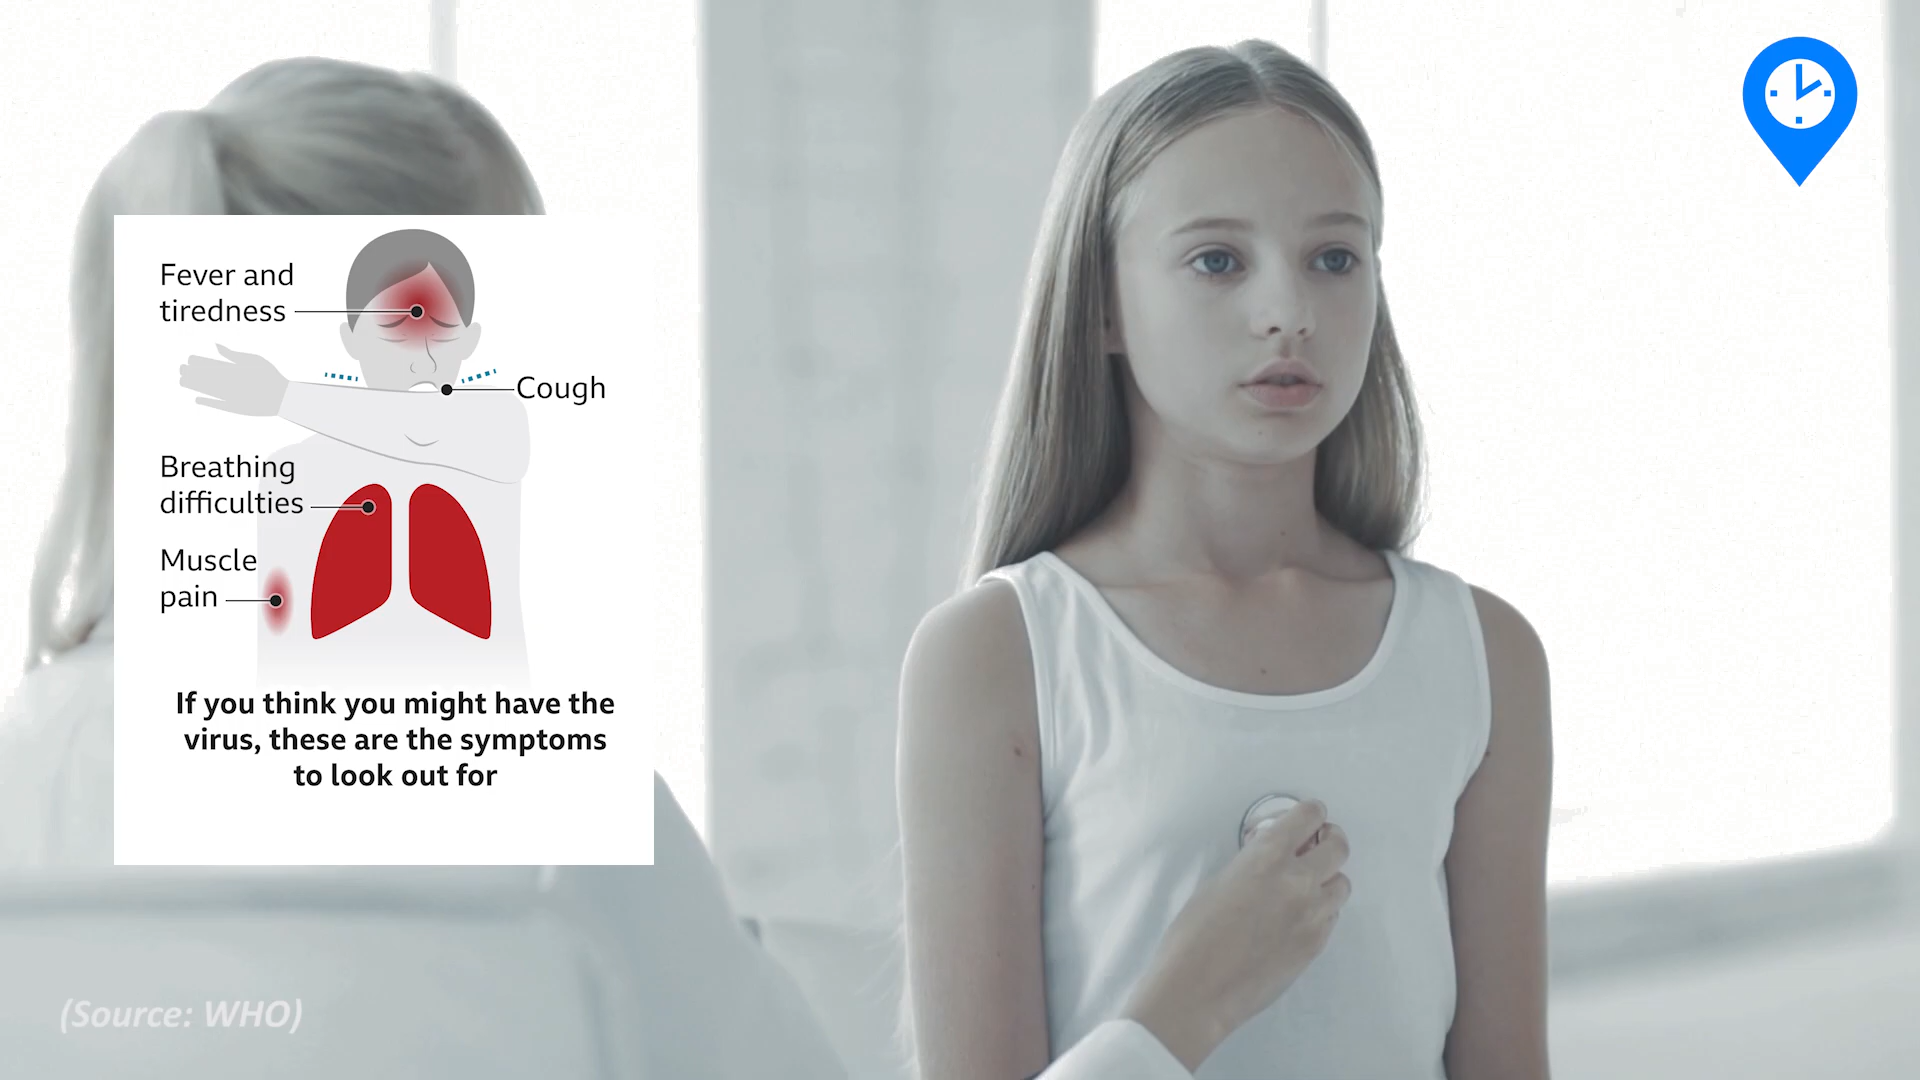 Fever and
tiredness
Cough
Breathing
difficulties
Muscle
pain
If you think you might have the
virus, these are the symptoms
to look out for
(Source: WHO)